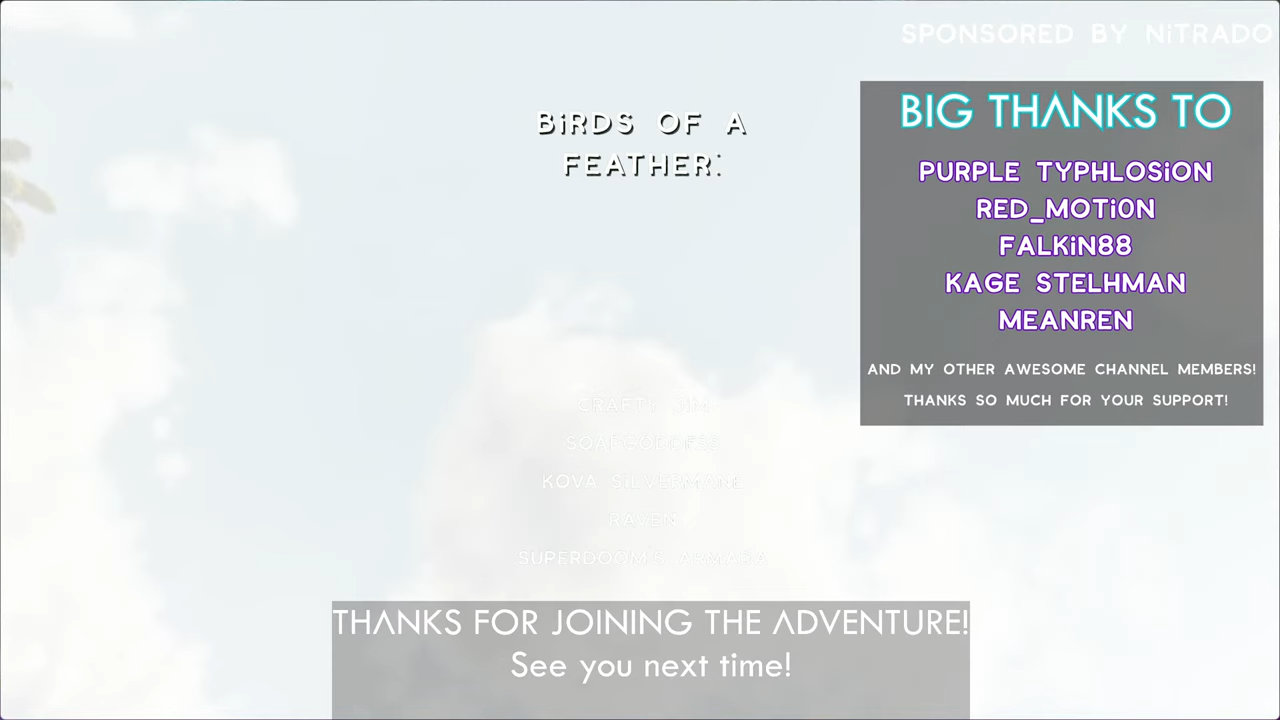 SPONSORED BY NiTRADO
BiRDS OF A
FEATHER:
BIG THANKS TO
PURPLE TYPHLOSiON
RED_MOTi0N
FALKiN88
KAGE STELHMAN
MEANREN
AND MY OTHER AWESOME CHANNEL MEMBERS!
THANKS SO MUCH FOR YOUR SUPPORT!
SOAPGODDESS
KOVA SiLVERMANE
RAVEN
THANKS FOR JOINING THE ADVENTURE!
See you next time!